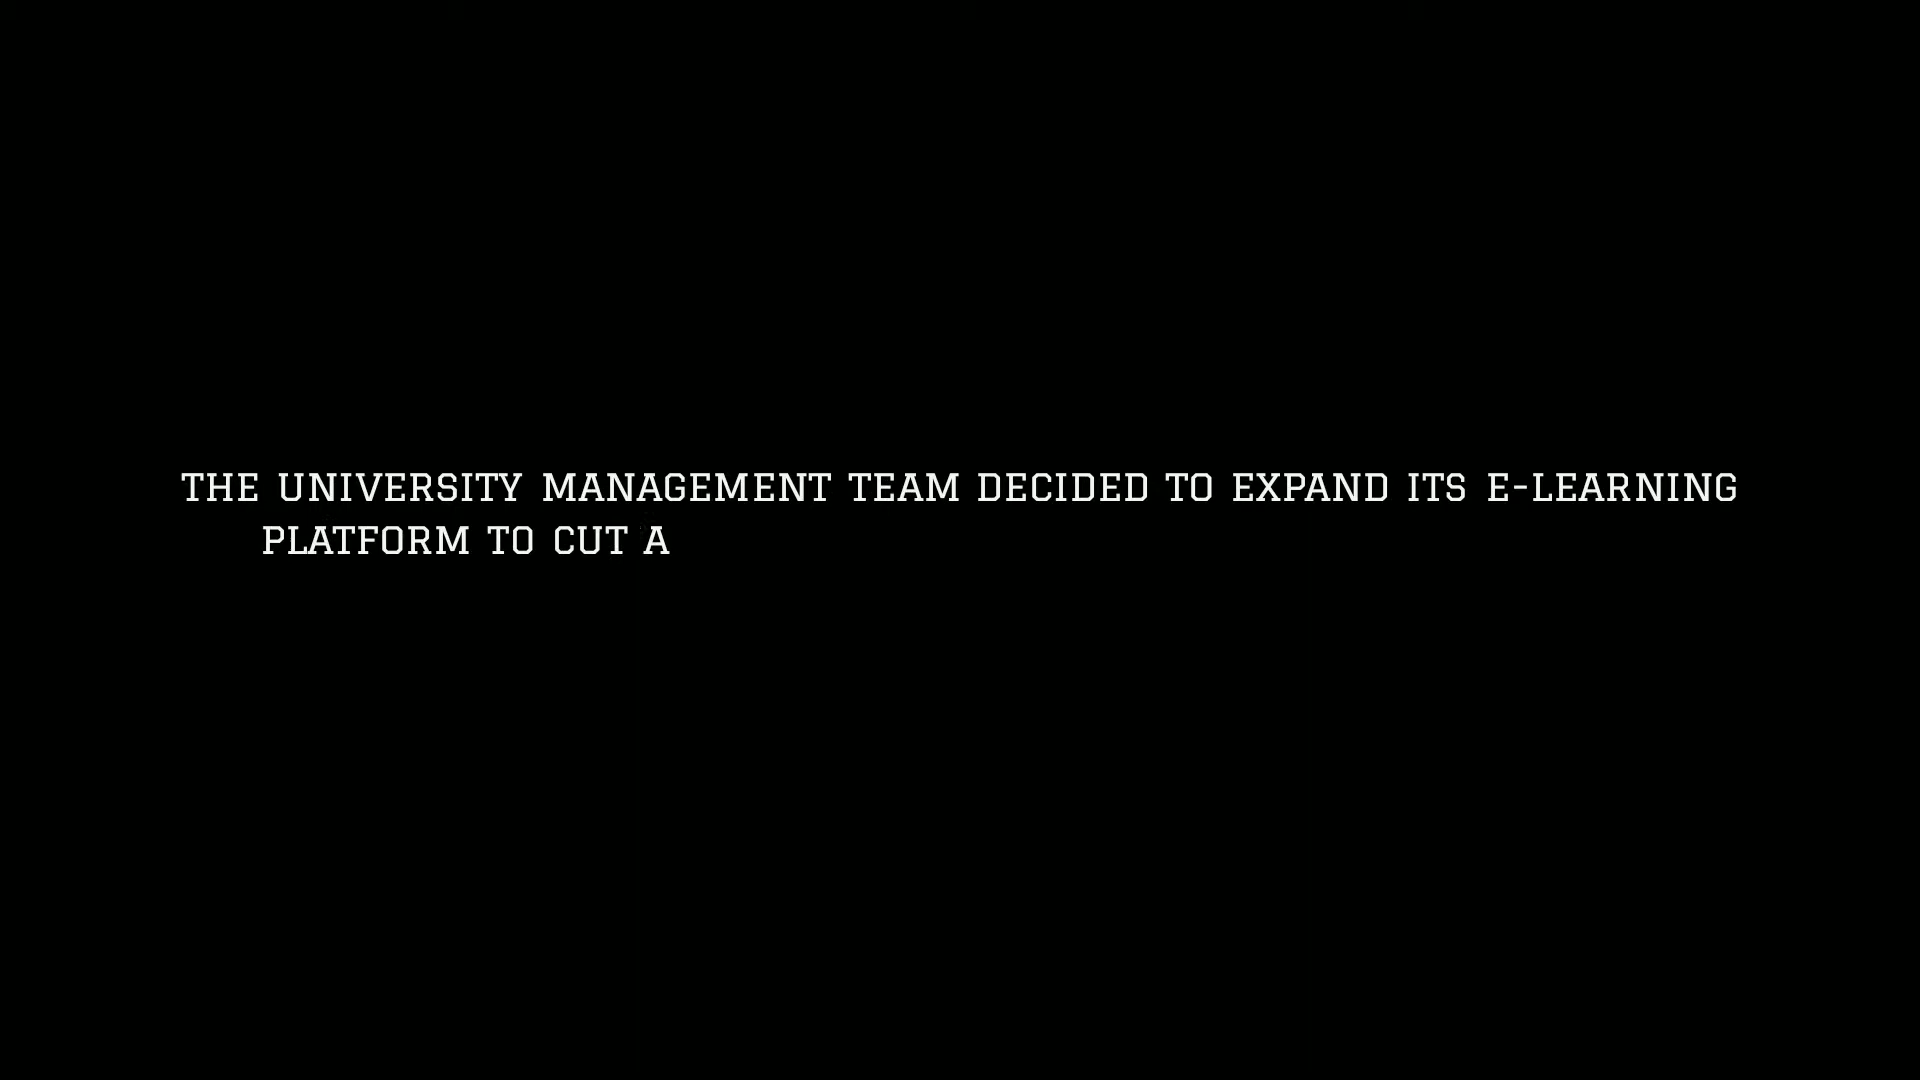 THE UNIVERSITY MANAGEMENT TEAM DECIDED TO EXPAND ITS E-LEARNING
PLATFORM TO CUT A